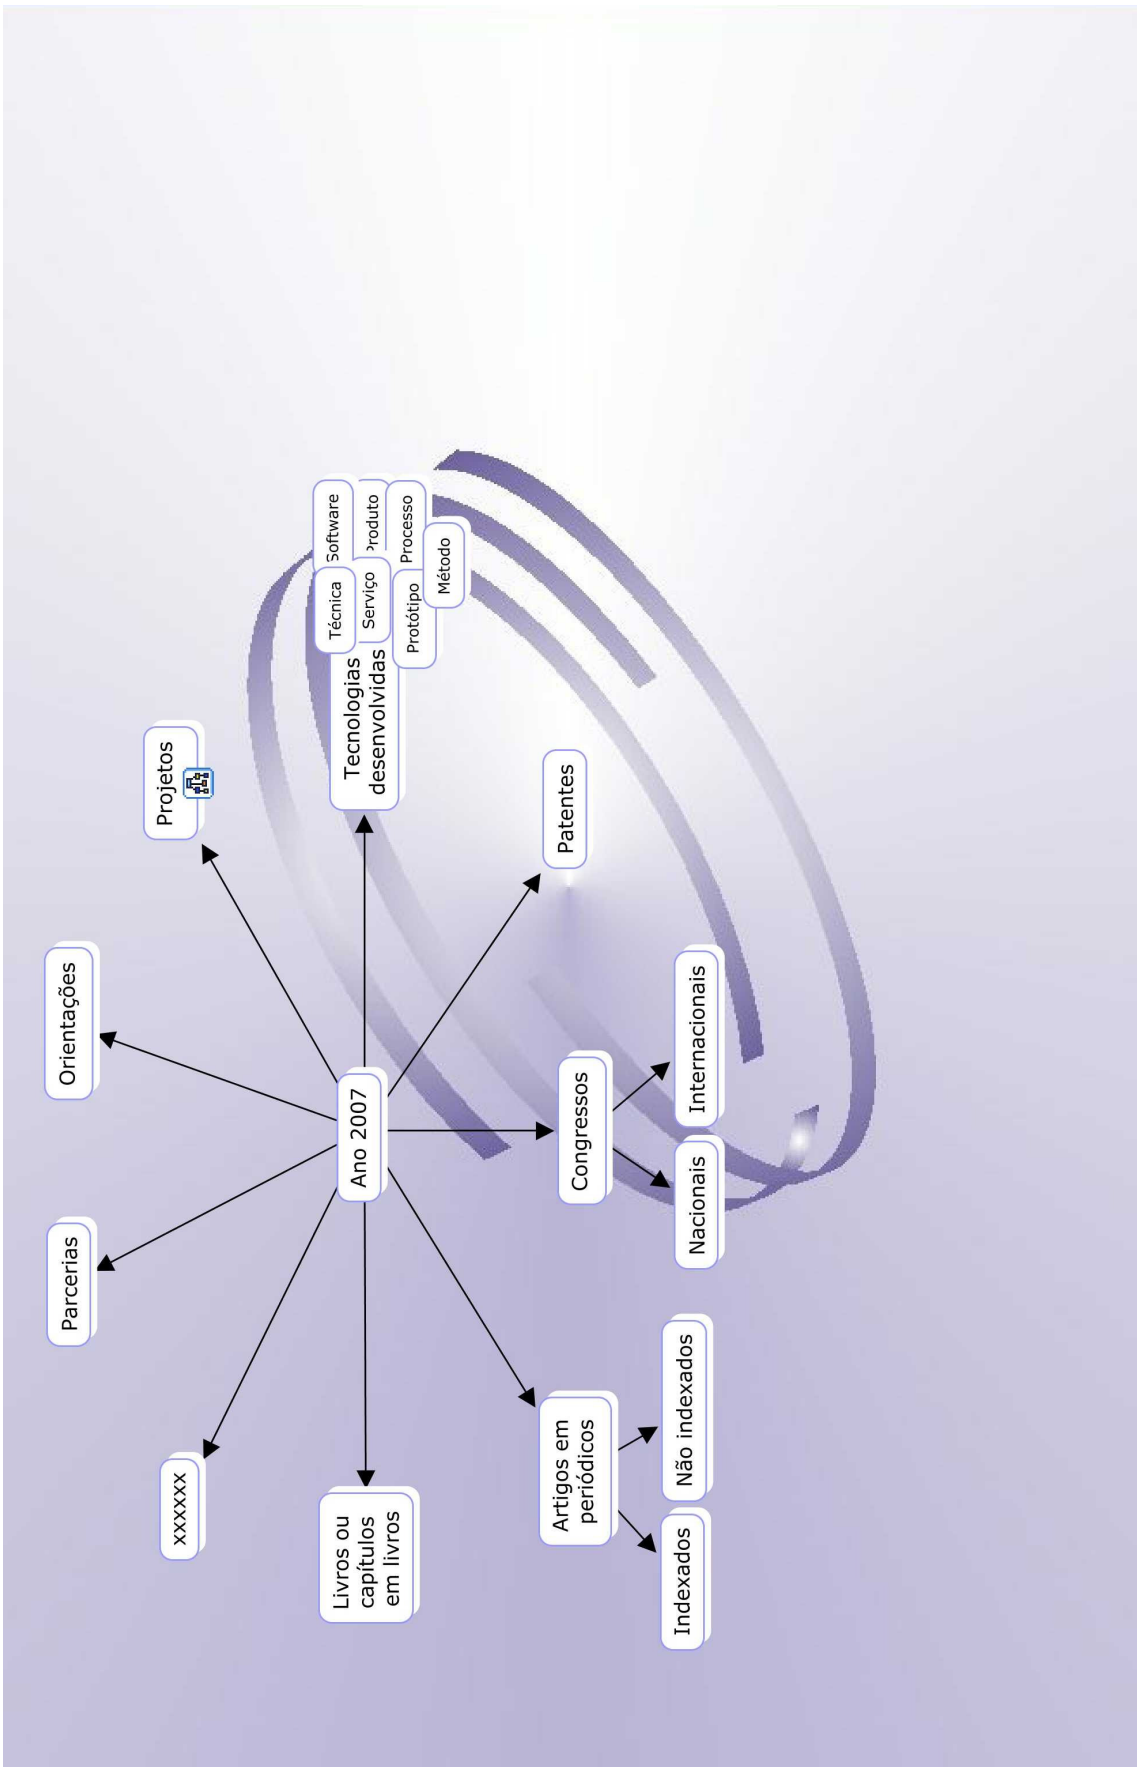 Parcerias
Orientações
xxxxxx
Projetos
Ano 2007
Livros ou
capítulos
em livros
Tecnologias
desenvolvidas
Técnica
Software
Serviço
Produto
Protótipo
Processo
Método
Artigos em
periódicos
Congressos
Patentes
Indexados
Não indexados
Nacionais
Internacionais